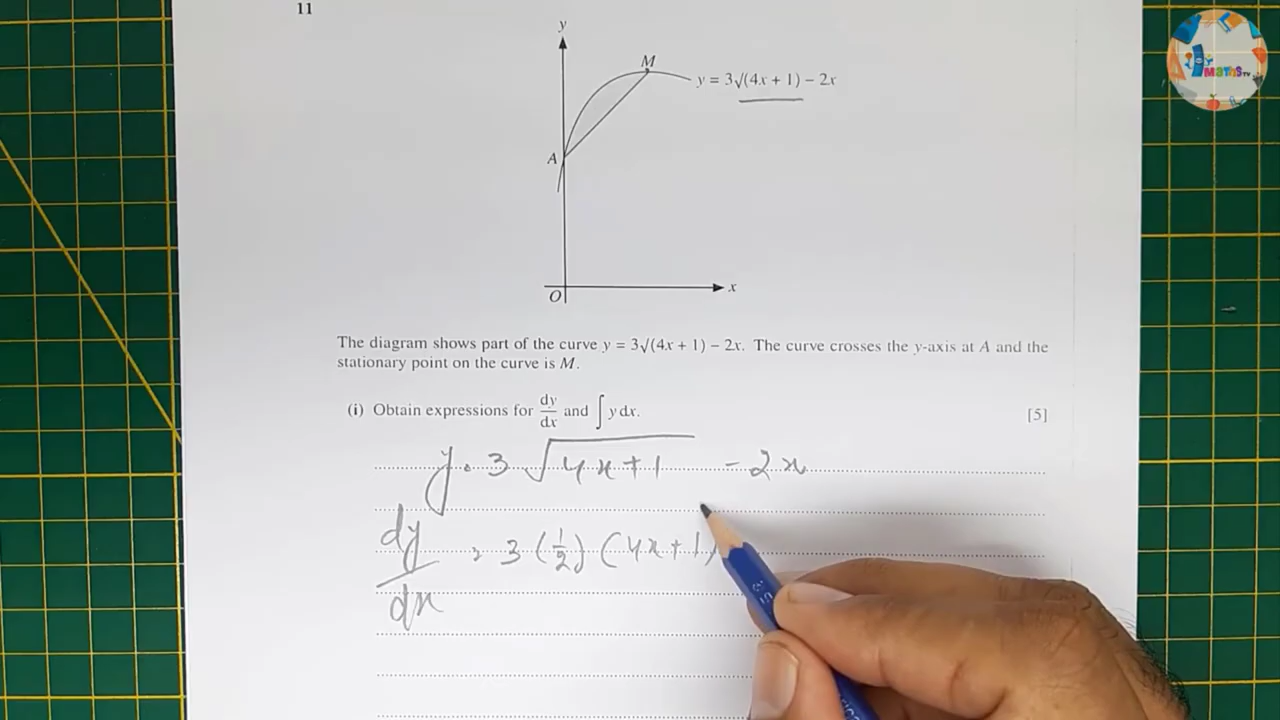 11
y
M
y = 3√(4x + 1) − 2x
A
O
x
The diagram shows part of the curve y = 3√(4x + 1) − 2x. The curve crosses the y-axis at A and the
stationary point on the curve is M.
(i) Obtain expressions for dy/dx and ∫ y dx. [5]
y = 3 √4x+1 − 2x
dy/dx = 3 (1/2) (4x+1)
MATHS TV